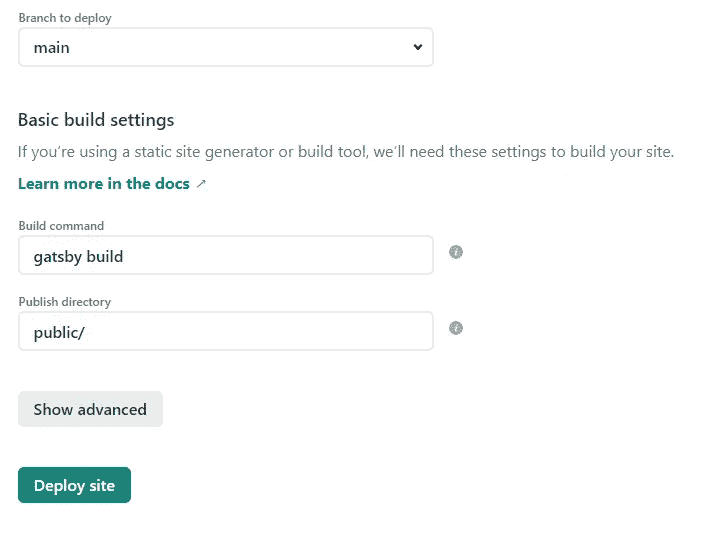 Branch to deploy
main
Basic build settings
If you're using a static site generator or build tool, we'll need these settings to build your site.
Learn more in the docs ↗
Build command
gatsby build
Publish directory
public/
Show advanced
Deploy site